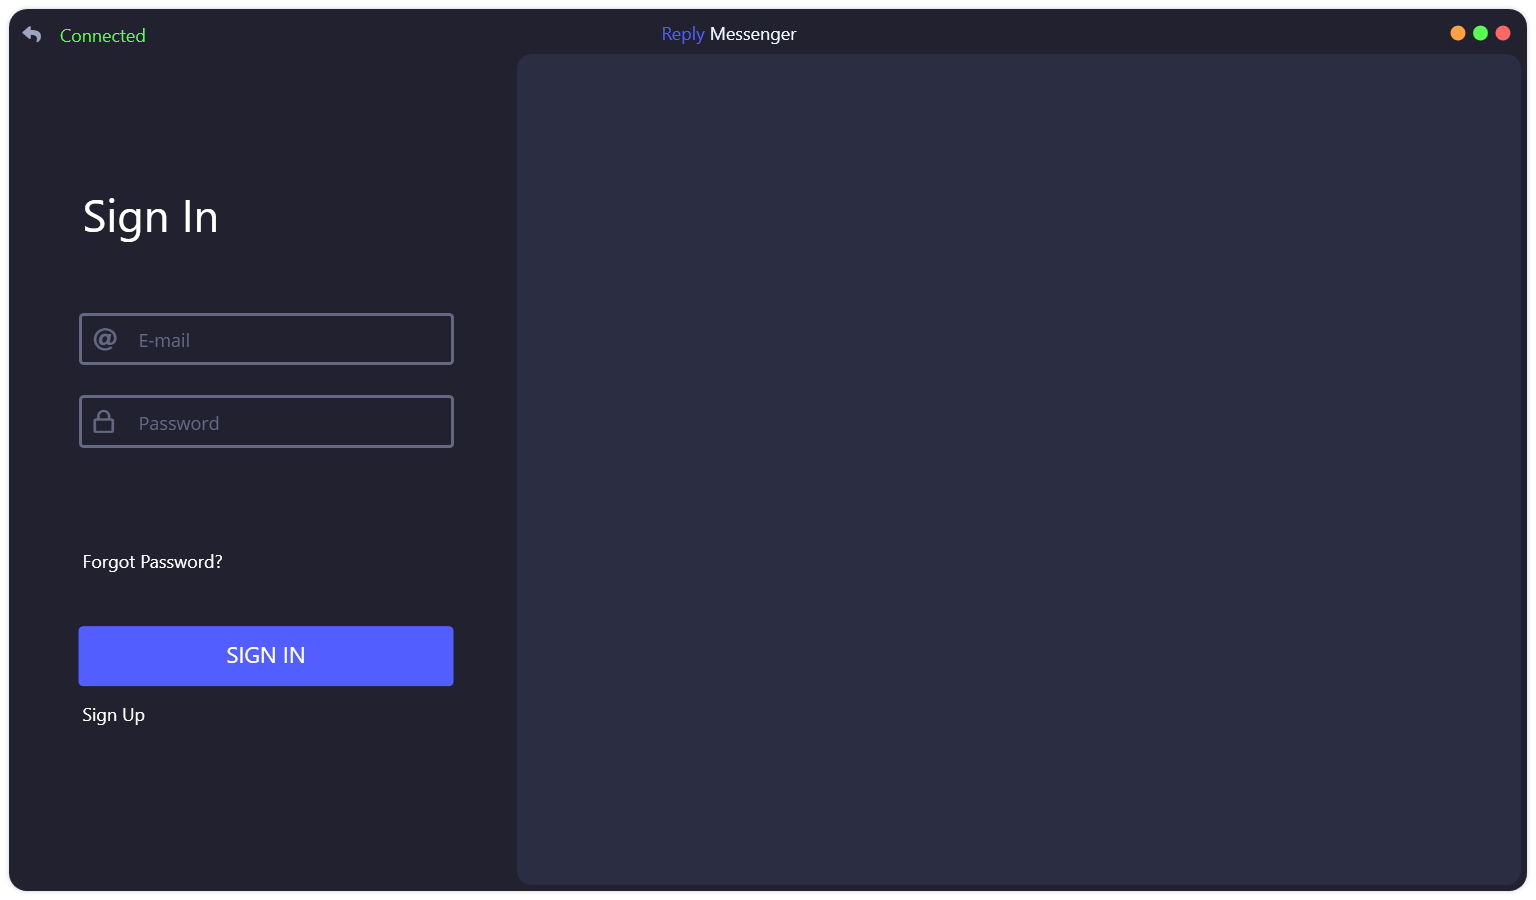 Connected
Reply Messenger
Sign In
@ E-mail
Password
Forgot Password?
SIGN IN
Sign Up